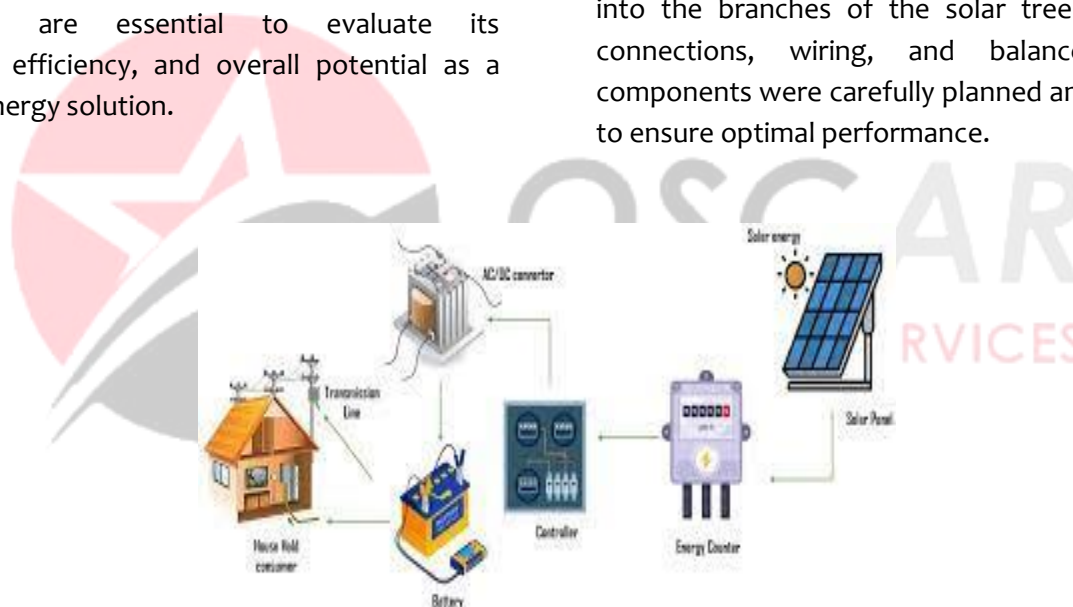 are essential to evaluate its
efficiency, and overall potential as a
nergy solution.
into the branches of the solar tree
connections, wiring, and balance
components were carefully planned an
to ensure optimal performance.
OSCAR
RVICES
Solar energy
AC/DC convertor
Transmission
Line
Solar Panel
House Hold
consumer
Controller
Energy Counter
Battery